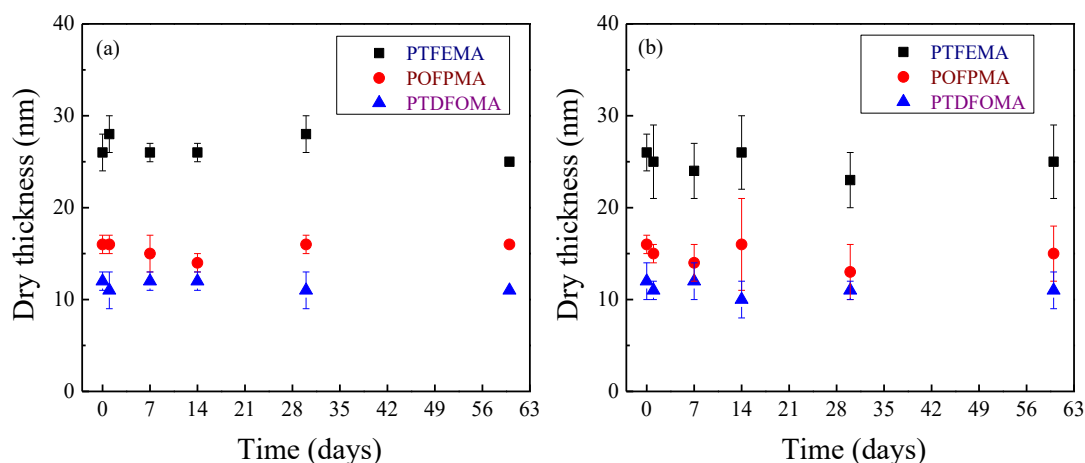 (a)
PTFEMA
POFPMA
PTDFOMA
40
30
20
10
0
Dry thickness (nm)
0 7 14 21 28 35 42 49 56 63
Time (days)
(b)
PTFEMA
POFPMA
PTDFOMA
40
30
20
10
0
Dry thickness (nm)
0 7 14 21 28 35 42 49 56 63
Time (days)